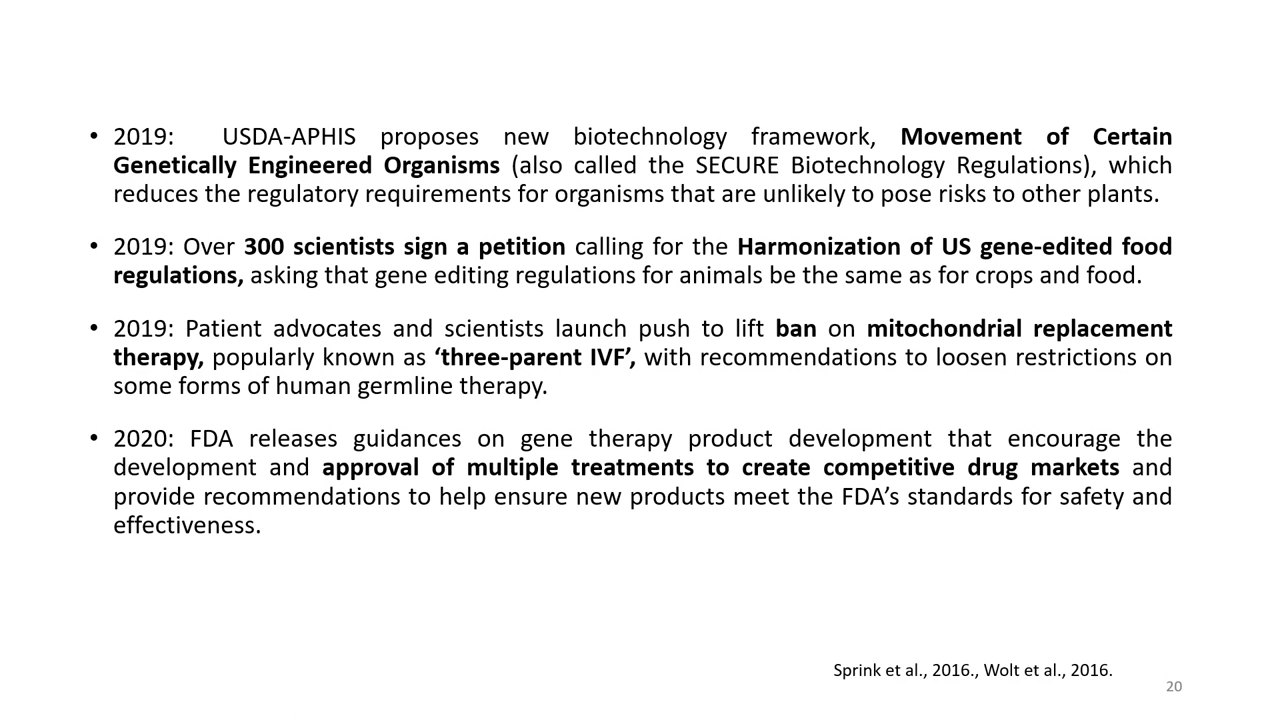 • 2019: USDA-APHIS proposes new biotechnology framework, Movement of Certain
Genetically Engineered Organisms (also called the SECURE Biotechnology Regulations), which
reduces the regulatory requirements for organisms that are unlikely to pose risks to other plants.
• 2019: Over 300 scientists sign a petition calling for the Harmonization of US gene-edited food
regulations, asking that gene editing regulations for animals be the same as for crops and food.
• 2019: Patient advocates and scientists launch push to lift ban on mitochondrial replacement
therapy, popularly known as ‘three-parent IVF’, with recommendations to loosen restrictions on
some forms of human germline therapy.
• 2020: FDA releases guidances on gene therapy product development that encourage the
development and approval of multiple treatments to create competitive drug markets and
provide recommendations to help ensure new products meet the FDA’s standards for safety and
effectiveness.
Sprink et al., 2016., Wolt et al., 2016.
20